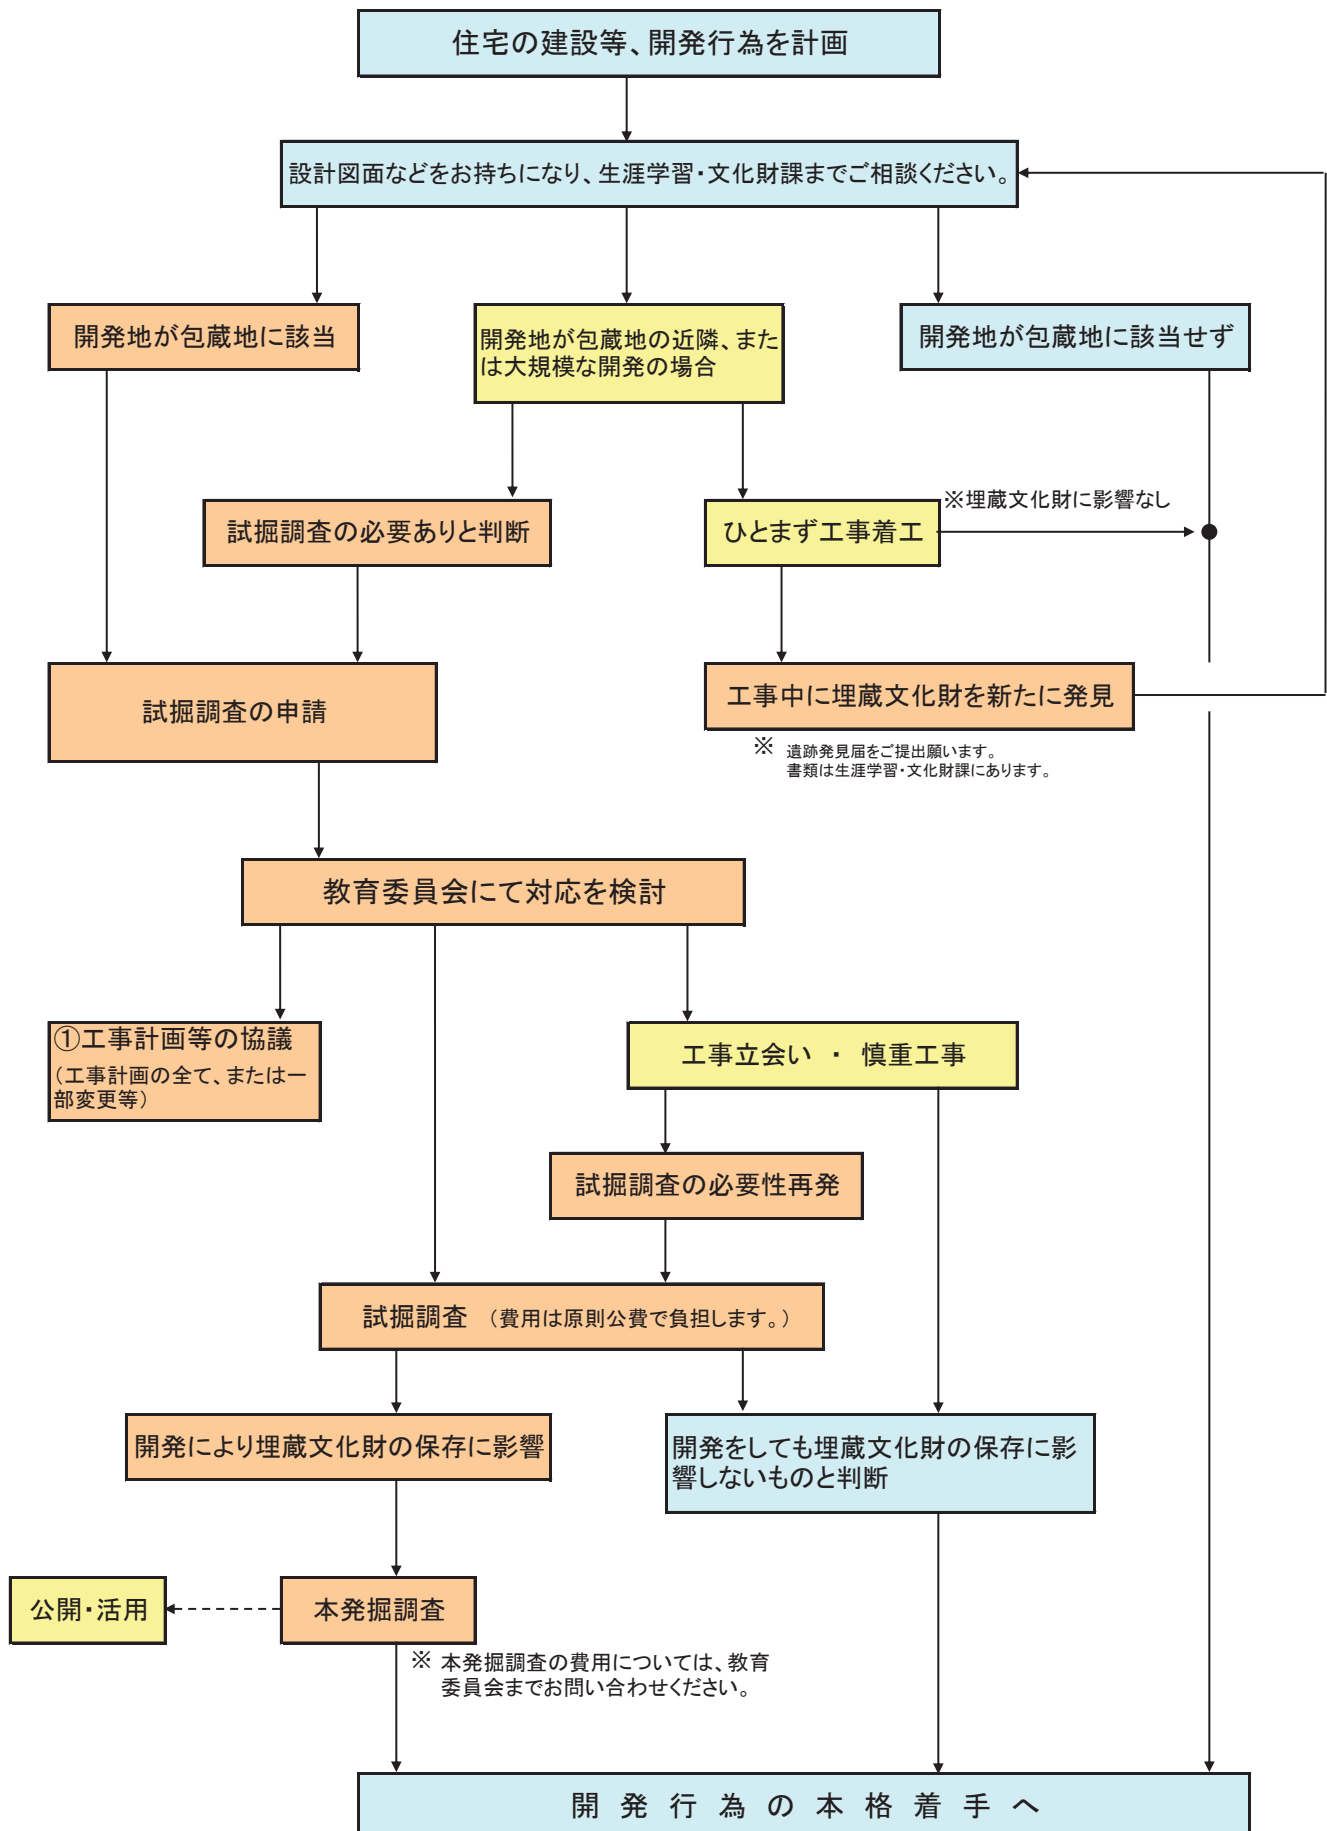 住宅の建設等、開発行為を計画
設計図面などをお持ちになり、生涯学習・文化財課までご相談ください。
開発地が包蔵地に該当
開発地が包蔵地の近隣、また
は大規模な開発の場合
開発地が包蔵地に該当せず
試掘調査の必要ありと判断
ひとまず工事着工
※埋蔵文化財に影響なし
試掘調査の申請
工事中に埋蔵文化財を新たに発見
※ 遺跡発見届をご提出願います。
書類は生涯学習・文化財課にあります。
教育委員会にて対応を検討
①工事計画等の協議
（工事計画の全て、または一
部変更等）
工事立会い ・ 慎重工事
試掘調査の必要性再発
試掘調査 （費用は原則公費で負担します。）
開発により埋蔵文化財の保存に影響
開発をしても埋蔵文化財の保存に影
響しないものと判断
公開・活用
本発掘調査
※ 本発掘調査の費用については、教育
委員会までお問い合わせください。
開 発 行 為 の 本 格 着 手 へ